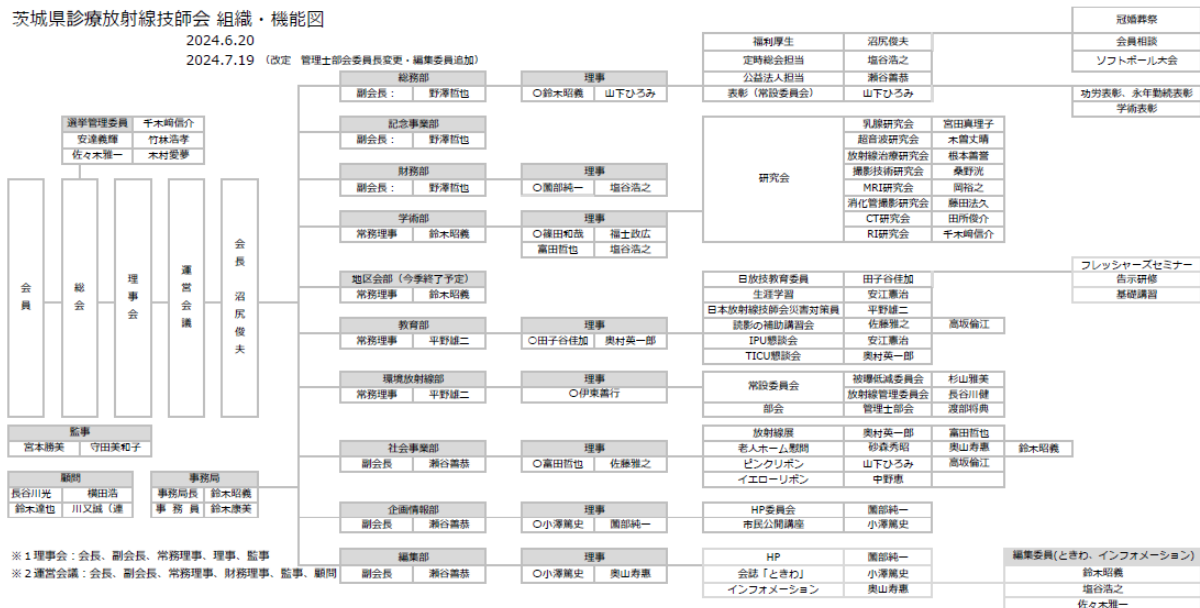 茨城県診療放射線技師会 組織・機能図
2024.6.20
2024.7.19 （改定 管理士部会委員長変更・編集委員追加）
選挙管理委員 千木﨑信介
安達義輝 竹林浩孝
佐々木雅一 木村愛夢
会員
総会
理事会
運営会議
会長 沼尻俊夫
監事
宮本勝美 守田美和子
顧問
長谷川光 横田浩
鈴木達也 川又誠（連
事務局
事務局長 鈴木昭義
事務員 鈴木康美
※１理事会：会長、副会長、常務理事、理事、監事
※２運営会議：会長、副会長、常務理事、財務理事、監事、顧問
総務部 理事
副会長： 野澤哲也 〇鈴木昭義 山下ひろみ
福利厚生 沼尻俊夫
定時総会担当 塩谷浩之
公益法人担当 瀬谷善恭
表彰（常設委員会） 山下ひろみ
冠婚葬祭
会員相談
ソフトボール大会
功労表彰、永年勤続表彰
学術表彰
記念事業部
副会長： 野澤哲也
財務部 理事
副会長： 野澤哲也 〇薗部純一 塩谷浩之
学術部 理事
常務理事 鈴木昭義 〇篠田和哉 福士政広
富田哲也 塩谷浩之
研究会
乳腺研究会 宮田真理子
超音波研究会 木曽丈晴
放射線治療研究会 根本善誉
撮影技術研究会 桑野洸
MRI研究会 岡裕之
消化管撮影研究会 藤田法久
CT研究会 田所俊介
RI研究会 千木﨑信介
地区会部（今季終了予定）
常務理事 鈴木昭義
教育部 理事
常務理事 平野雄二 〇田子谷佳加 奥村英一郎
日放技教育委員 田子谷佳加
生涯学習 安江憲治
日本放射線技師会災害対策員 平野雄二
読影の補助講習会 佐藤雅之 高坂倫江
IPU懇談会 安江憲治
TICU懇談会 奥村英一郎
フレッシャーズセミナー
告示研修
基礎講習
環境放射線部 理事
常務理事 平野雄二 〇伊東善行
常設委員会 被曝低減委員会 杉山雅美
放射線管理委員会 長谷川健
部会 管理士部会 渡部将典
社会事業部 理事
副会長 瀬谷善恭 〇富田哲也 佐藤雅之
放射線展 奥村英一郎 富田哲也
老人ホーム慰問 砂森秀昭 奥山寿恵 鈴木昭義
ピンクリボン 山下ひろみ 高坂倫江
イエローリボン 中野恵
企画情報部 理事
副会長 瀬谷善恭 〇小澤篤史 薗部純一
HP委員会 薗部純一
市民公開講座 小澤篤史
編集部 理事
副会長 瀬谷善恭 〇小澤篤史 奥山寿恵
HP 薗部純一
会誌「ときわ」 小澤篤史
インフォメーション 奥山寿恵
編集委員(ときわ、インフォメーション)
鈴木昭義
塩谷浩之
佐々木雅一